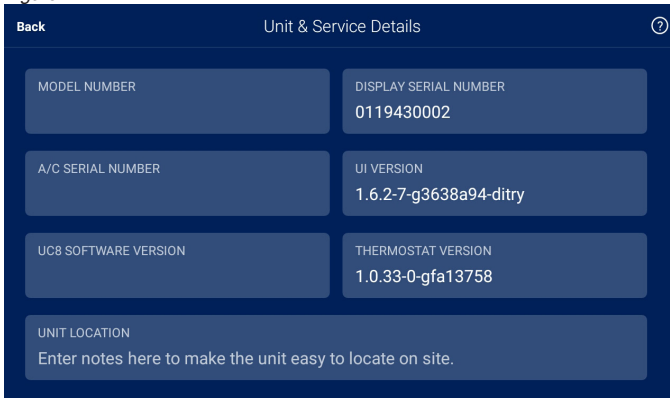 Back
Unit & Service Details
?
MODEL NUMBER
DISPLAY SERIAL NUMBER
0119430002
A/C SERIAL NUMBER
UI VERSION
1.6.2-7-g3638a94-ditry
UC8 SOFTWARE VERSION
THERMOSTAT VERSION
1.0.33-0-gfa13758
UNIT LOCATION
Enter notes here to make the unit easy to locate on site.